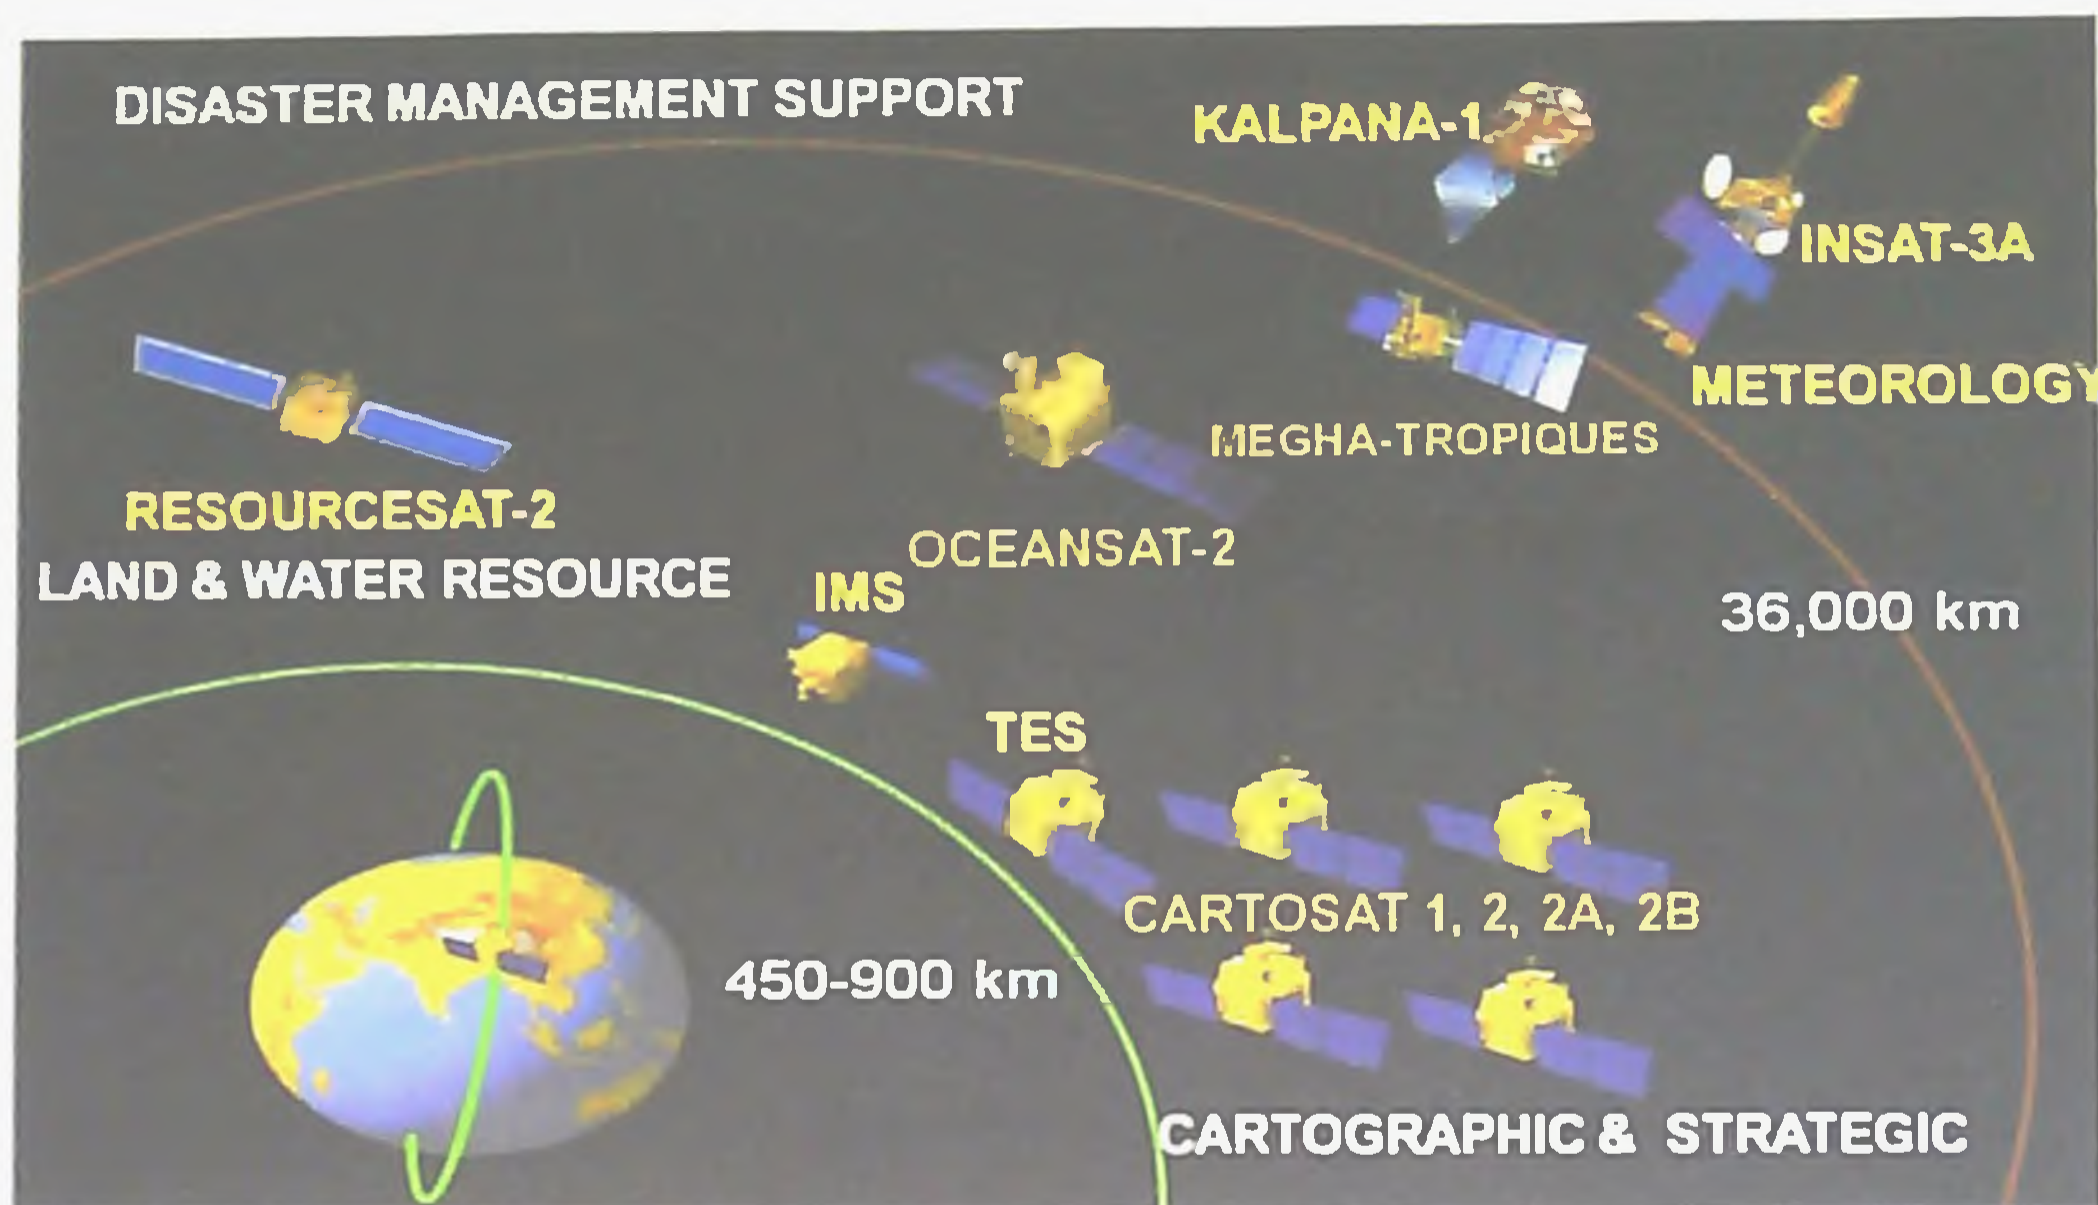 DISASTER MANAGEMENT SUPPORT
KALPANA-1
INSAT-3A
METEOROLOGY
MEGHA-TROPIQUES
RESOURCESAT-2
OCEANSAT-2
LAND & WATER RESOURCE
IMS
36,000 km
TES
CARTOSAT 1, 2, 2A, 2B
450-900 km
CARTOGRAPHIC & STRATEGIC